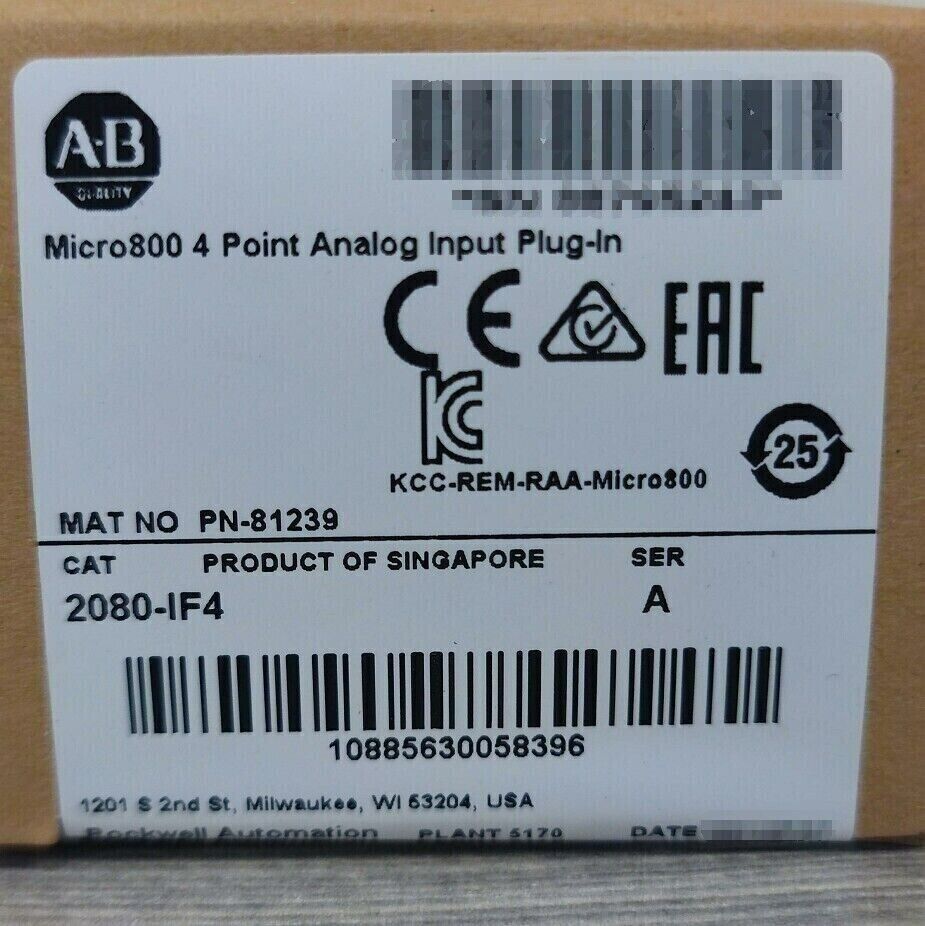 A-B
QUALITY
Micro800 4 Point Analog Input Plug-In
CE EAC
KC
KCC-REM-RAA-Micro800
25
MAT NO PN-81239
CAT PRODUCT OF SINGAPORE SER
2080-IF4 A
10885630058396
1201 S 2nd St, Milwaukee, WI 53204, USA
Rockwell Automation PLANT 5170 DATE